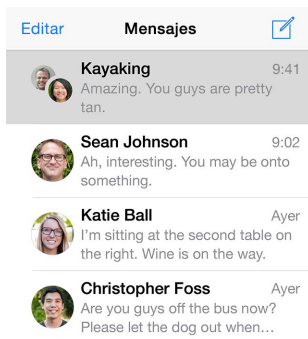 Editar Mensajes
Kayaking 9:41
Amazing. You guys are pretty
tan.
Sean Johnson 9:02
Ah, interesting. You may be onto
something.
Katie Ball Ayer
I'm sitting at the second table on
the right. Wine is on the way.
Christopher Foss Ayer
Are you guys off the bus now?
Please let the dog out when…